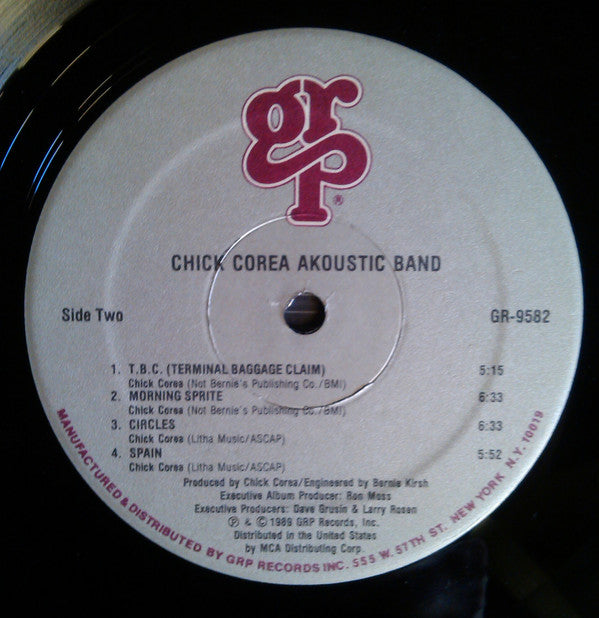 grp®
CHICK COREA AKOUSTIC BAND
Side Two
GR-9582
1. T.B.C. (TERMINAL BAGGAGE CLAIM) 5:15
Chick Corea (Not Bernie's Publishing Co./BMI)
2. MORNING SPRITE 6:33
Chick Corea (Not Bernie's Publishing Co./BMI)
3. CIRCLES 6:33
Chick Corea (Litha Music/ASCAP)
4. SPAIN 5:52
Chick Corea (Litha Music/ASCAP)
Produced by Chick Corea/Engineered by Bernie Kirsh
Executive Album Producer: Ron Moss
Executive Producers: Dave Grusin & Larry Rosen
℗ & © 1989 GRP Records, Inc.
Distributed in the United States
by MCA Distributing Corp.
MANUFACTURED & DISTRIBUTED BY GRP RECORDS INC. 555 W. 57TH ST. NEW YORK N.Y. 10019